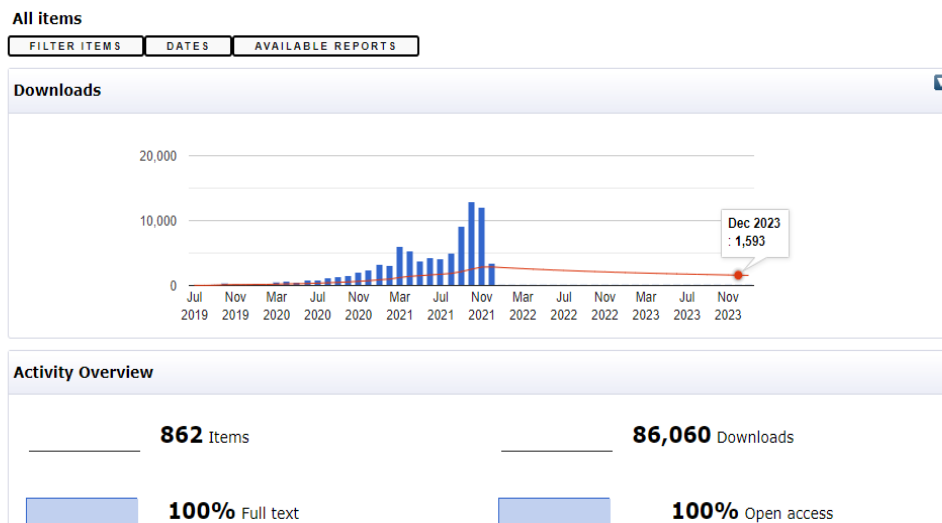 All items
FILTER ITEMS DATES AVAILABLE REPORTS
Downloads
20,000
10,000
0
Dec 2023
: 1,593
Jul Nov Mar Jul Nov Mar Jul Nov Mar Jul Nov Mar Jul Nov
2019 2019 2020 2020 2020 2021 2021 2021 2022 2022 2022 2023 2023 2023
Activity Overview
862 Items 86,060 Downloads
100% Full text 100% Open access